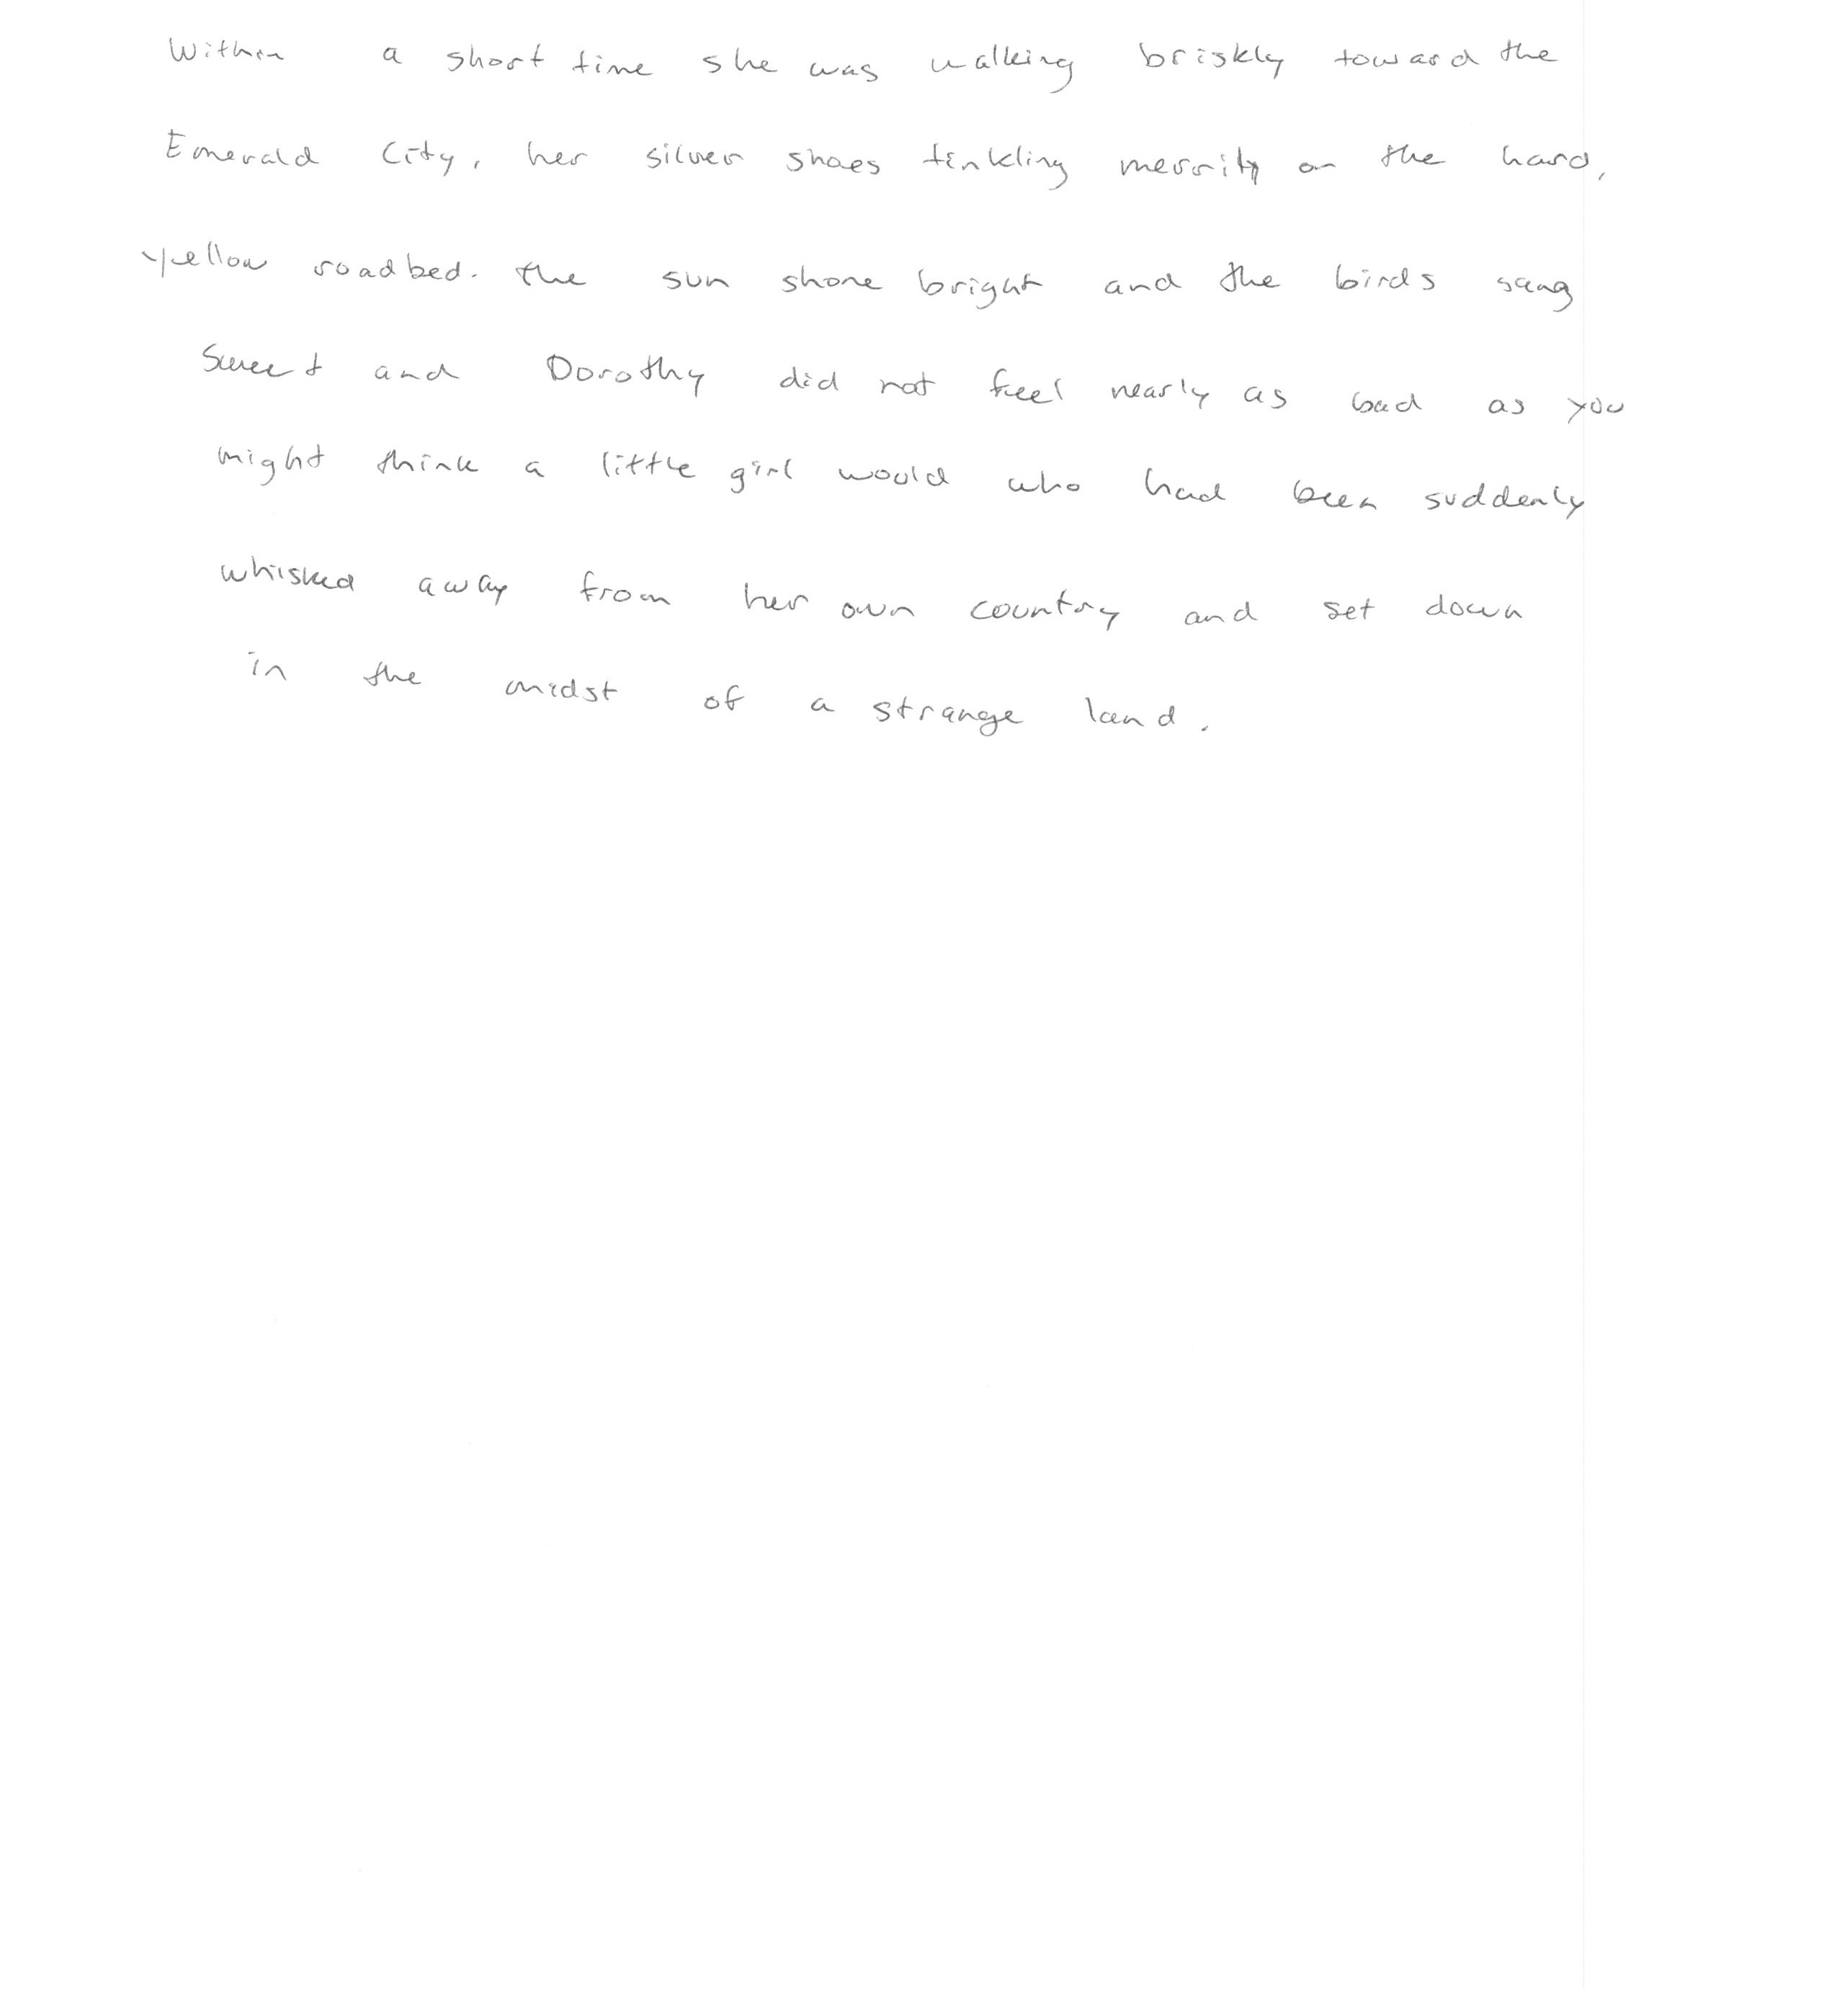 Within a short time she was walking briskly toward the
Emerald City, her silver shoes tinkling merrily on the hard,
yellow roadbed. the sun shone bright and the birds sang
sweet and Dorothy did not feel nearly as bad as you
might think a little girl would who had been suddenly
whisked away from her own country and set down
in the midst of a strange land.